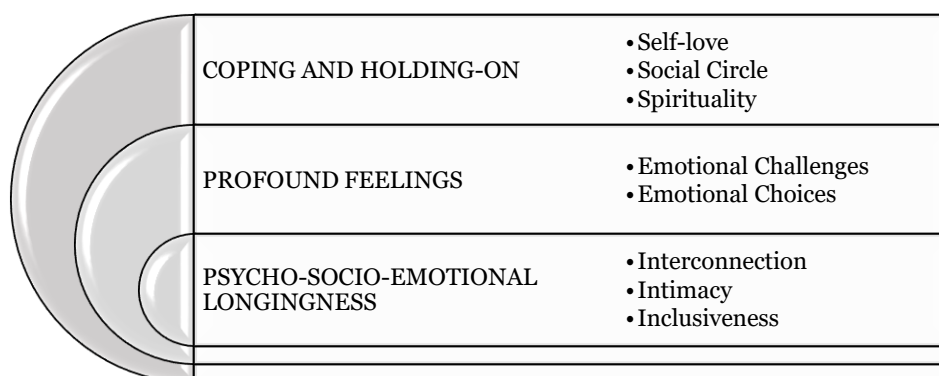 COPING AND HOLDING-ON
•Self-love
•Social Circle
•Spirituality
PROFOUND FEELINGS
•Emotional Challenges
•Emotional Choices
PSYCHO-SOCIO-EMOTIONAL
LONGINGNESS
•Interconnection
•Intimacy
•Inclusiveness